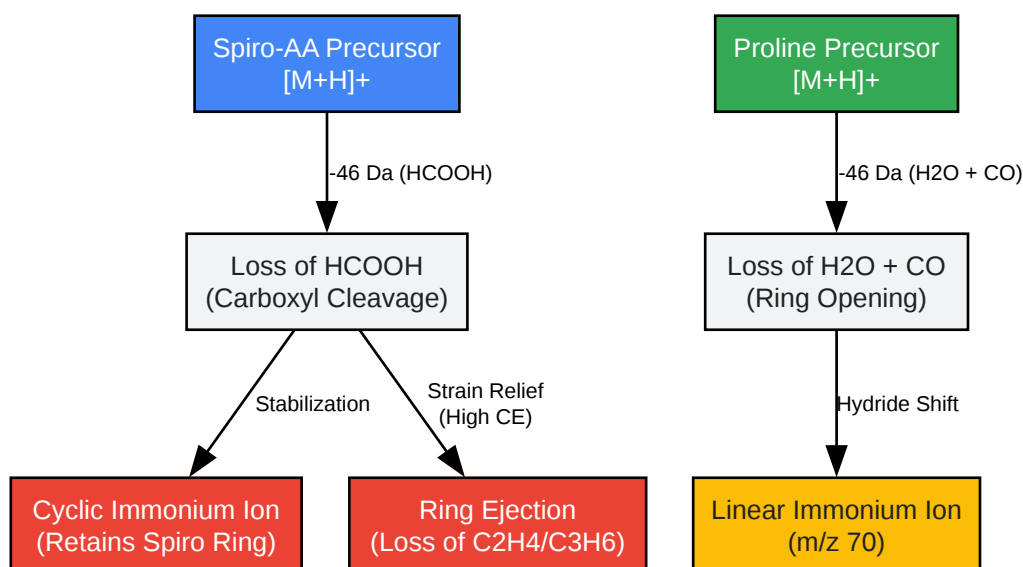 Spiro-AA Precursor
[M+H]+
Proline Precursor
[M+H]+
-46 Da (HCOOH)
-46 Da (H2O + CO)
Loss of HCOOH
(Carboxyl Cleavage)
Loss of H2O + CO
(Ring Opening)
Stabilization
Strain Relief
(High CE)
Hydride Shift
Cyclic Immonium Ion
(Retains Spiro Ring)
Ring Ejection
(Loss of C2H4/C3H6)
Linear Immonium Ion
(m/z 70)